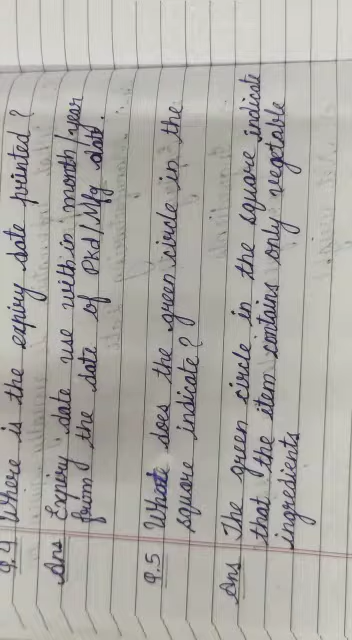 Q.4 Where is the expiry date printed?
Ans Expiry date use within month/year
from the date of Pkd/Mfg date.
Q.5 What does the green circle in the
square indicate?
Ans The green circle in the square indicate
that the item contains only vegetable
ingredients